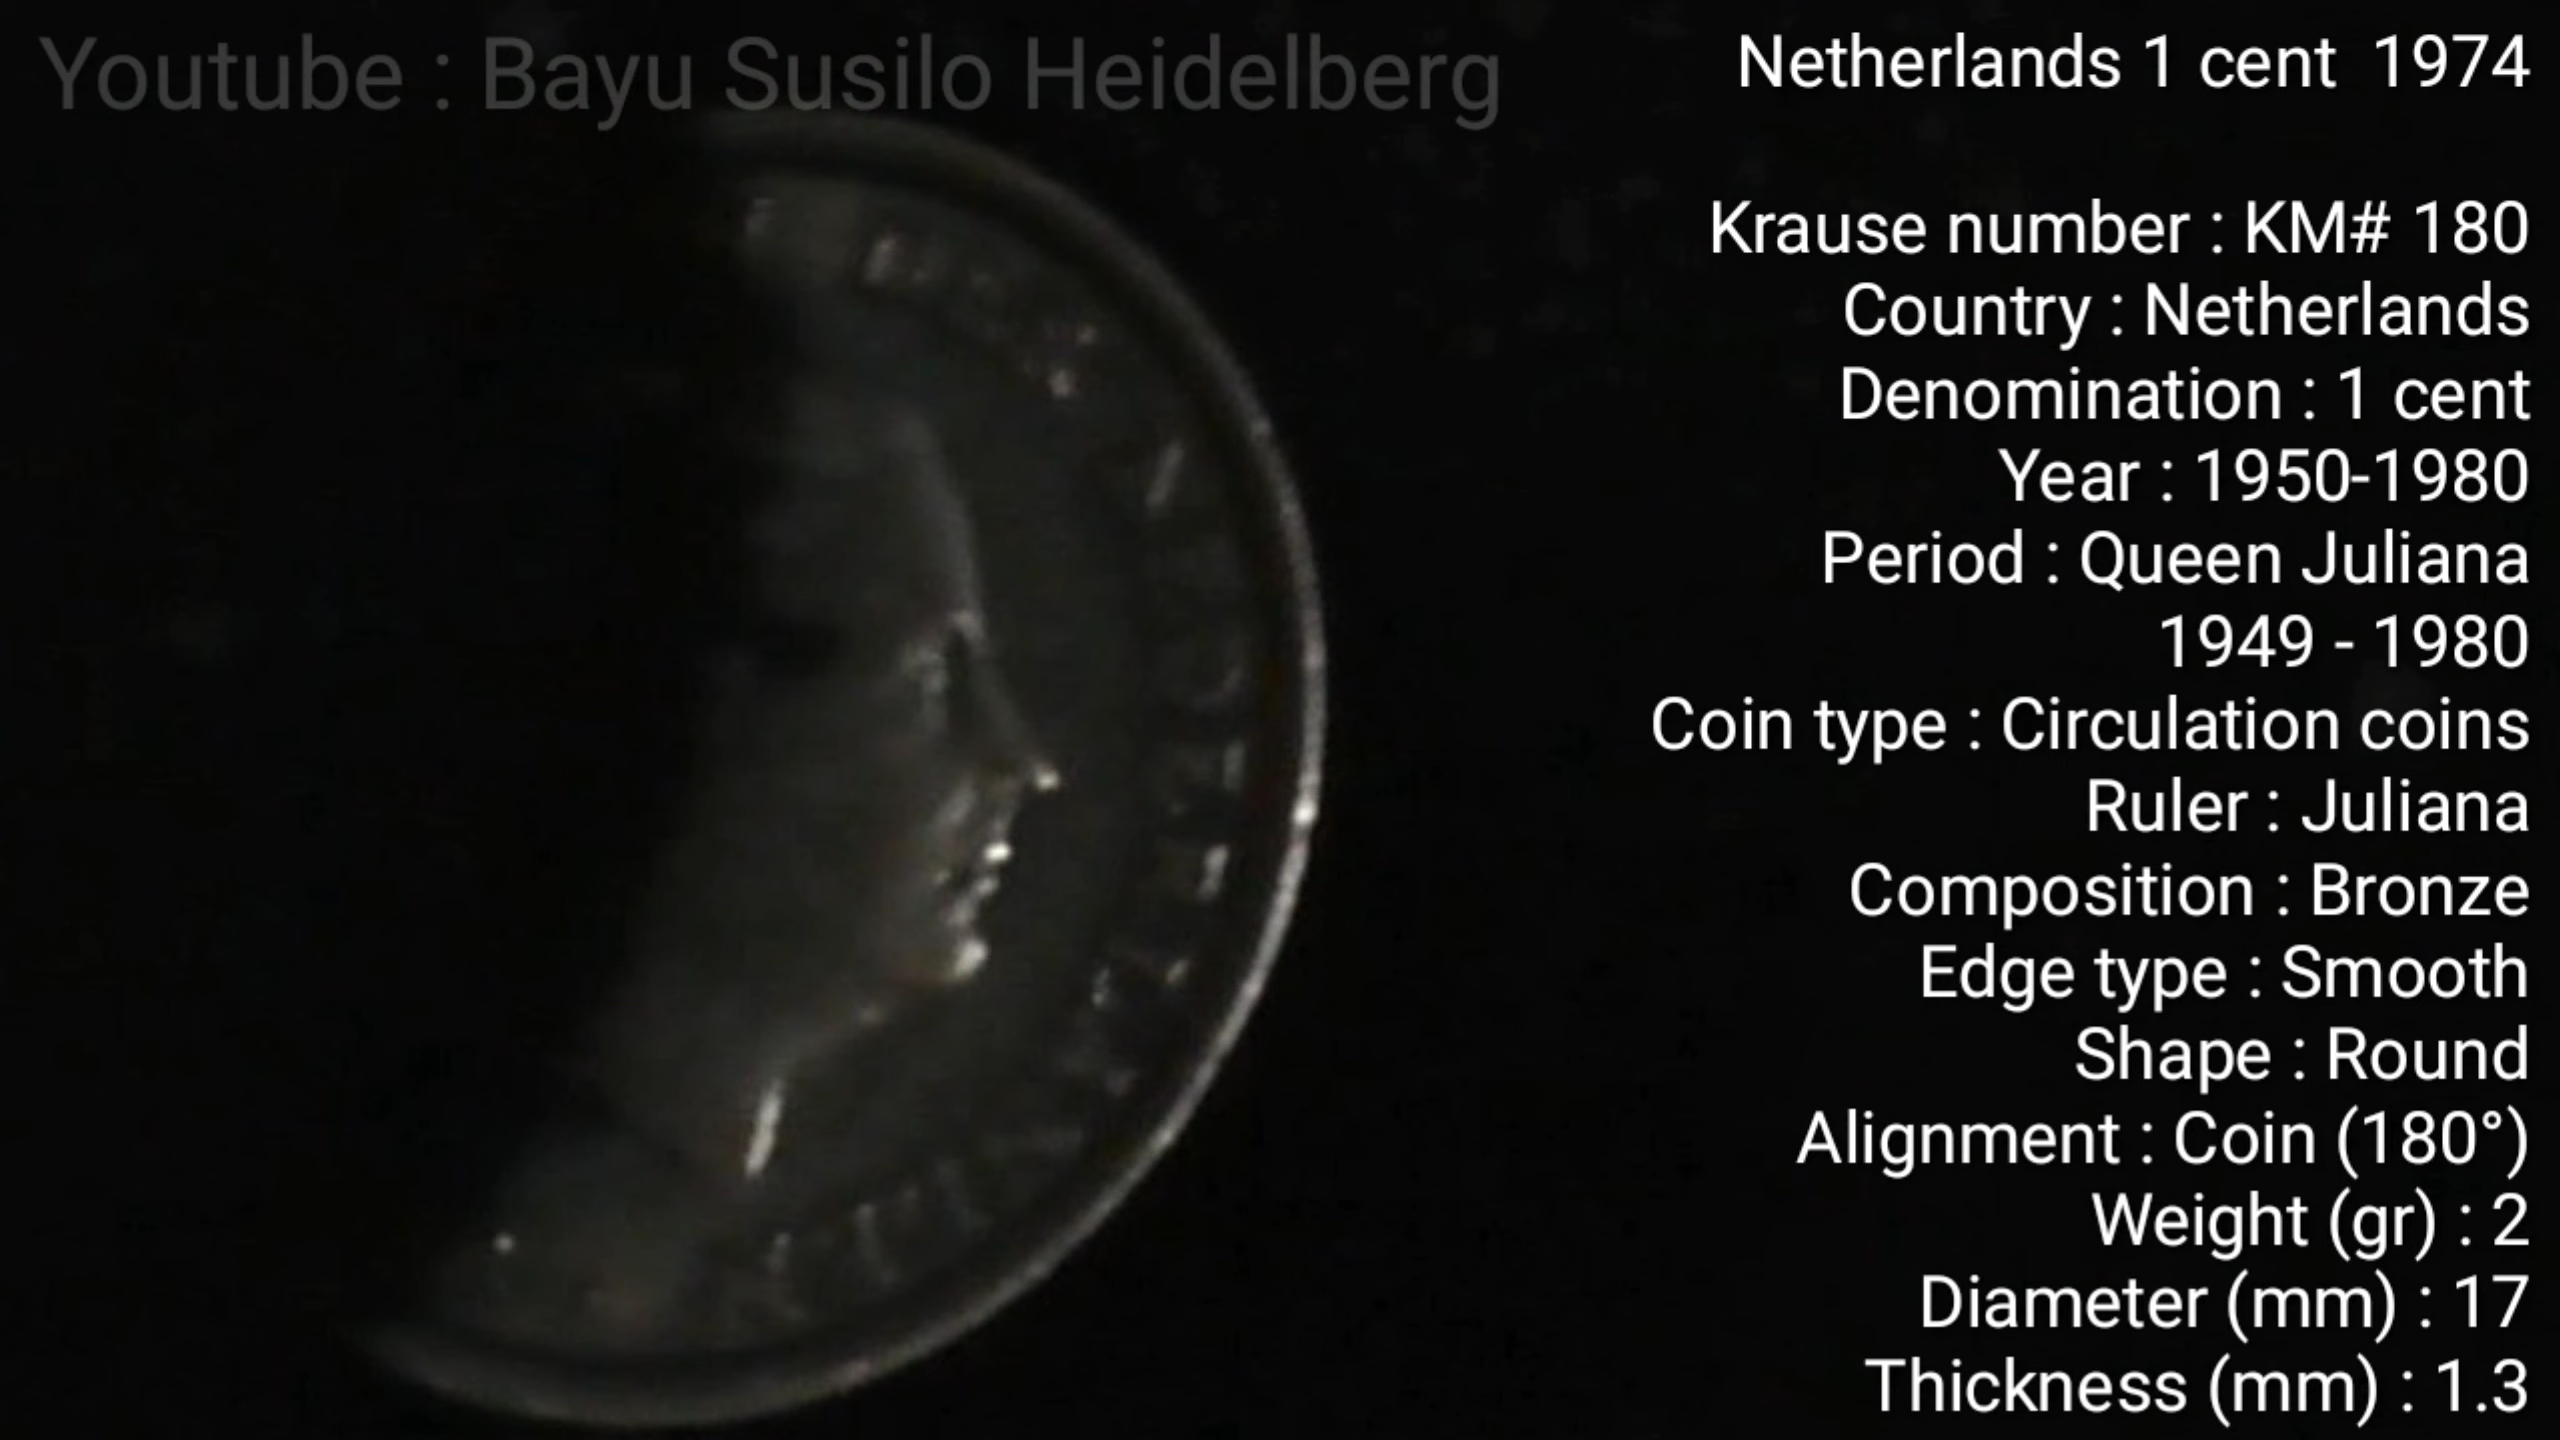 Youtube : Bayu Susilo Heidelberg
Netherlands 1 cent 1974
Krause number : KM# 180
Country : Netherlands
Denomination : 1 cent
Year : 1950-1980
Period : Queen Juliana
1949 - 1980
Coin type : Circulation coins
Ruler : Juliana
Composition : Bronze
Edge type : Smooth
Shape : Round
Alignment : Coin (180°)
Weight (gr) : 2
Diameter (mm) : 17
Thickness (mm) : 1.3